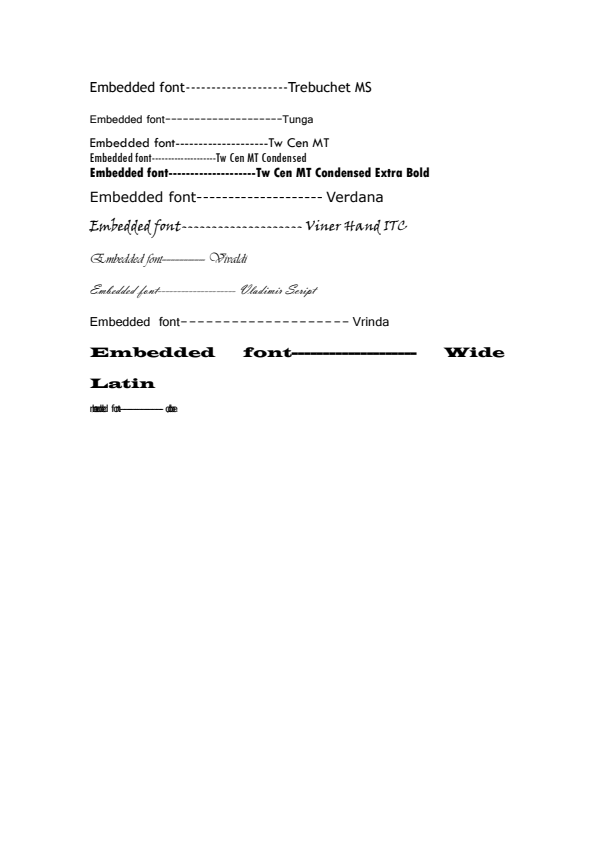 Embedded font--------------------Trebuchet MS
Embedded font--------------------Tunga
Embedded font--------------------Tw Cen MT
Embedded font--------------------Tw Cen MT Condensed
Embedded font--------------------Tw Cen MT Condensed Extra Bold
Embedded font-------------------- Verdana
Embedded font-------------------- Viner Hand ITC
Embedded font-------------------- Vivaldi
Embedded font-------------------- Vladimir Script
Embedded font-------------------- Vrinda
Embedded font-------------------- Wide
Latin
font--------------------